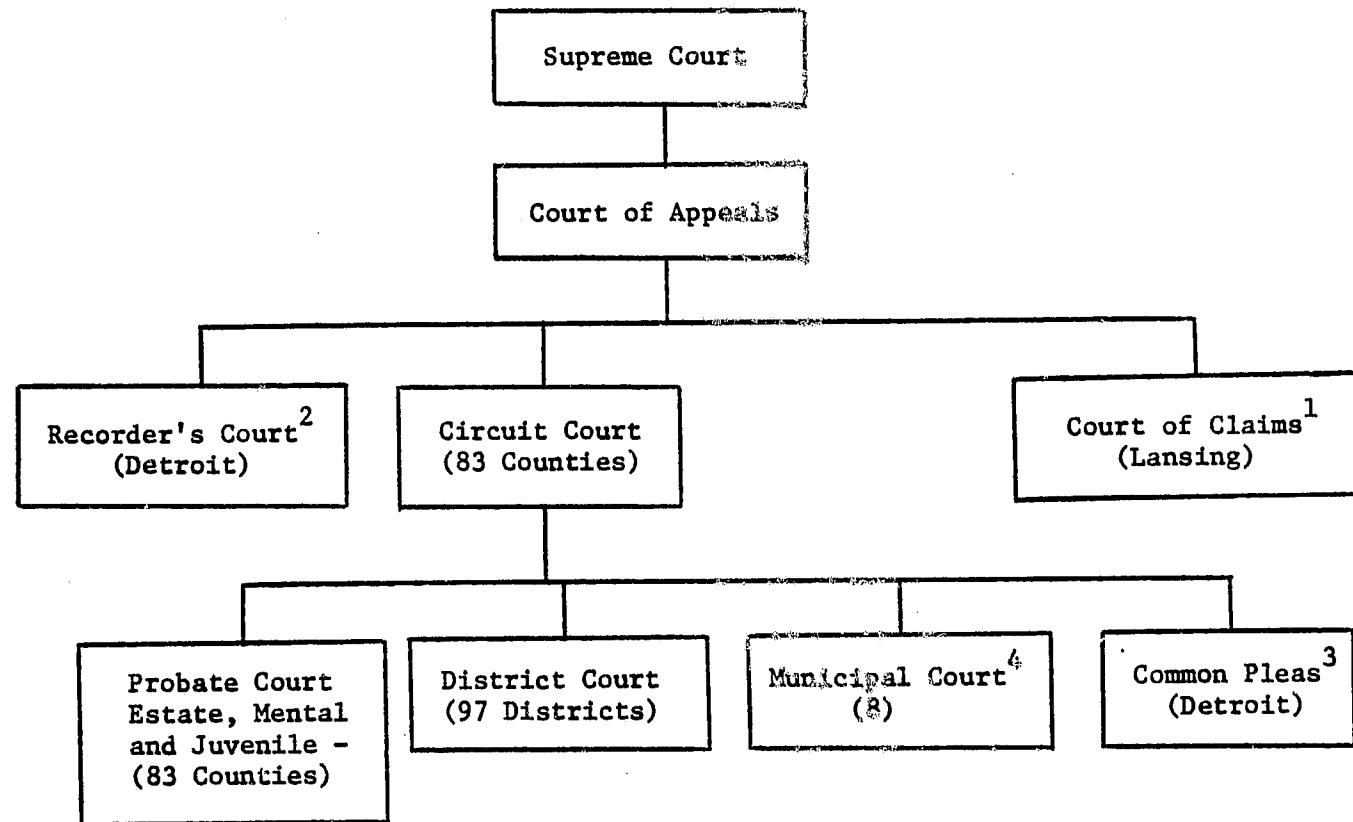 Supreme Court
Court of Appeals
Recorder's Court2
(Detroit)
Circuit Court
(83 Counties)
Court of Claims1
(Lansing)
Probate Court
Estate, Mental
and Juvenile -
(83 Counties)
District Court
(97 Districts)
Municipal Court4
(8)
Common Pleas3
(Detroit)